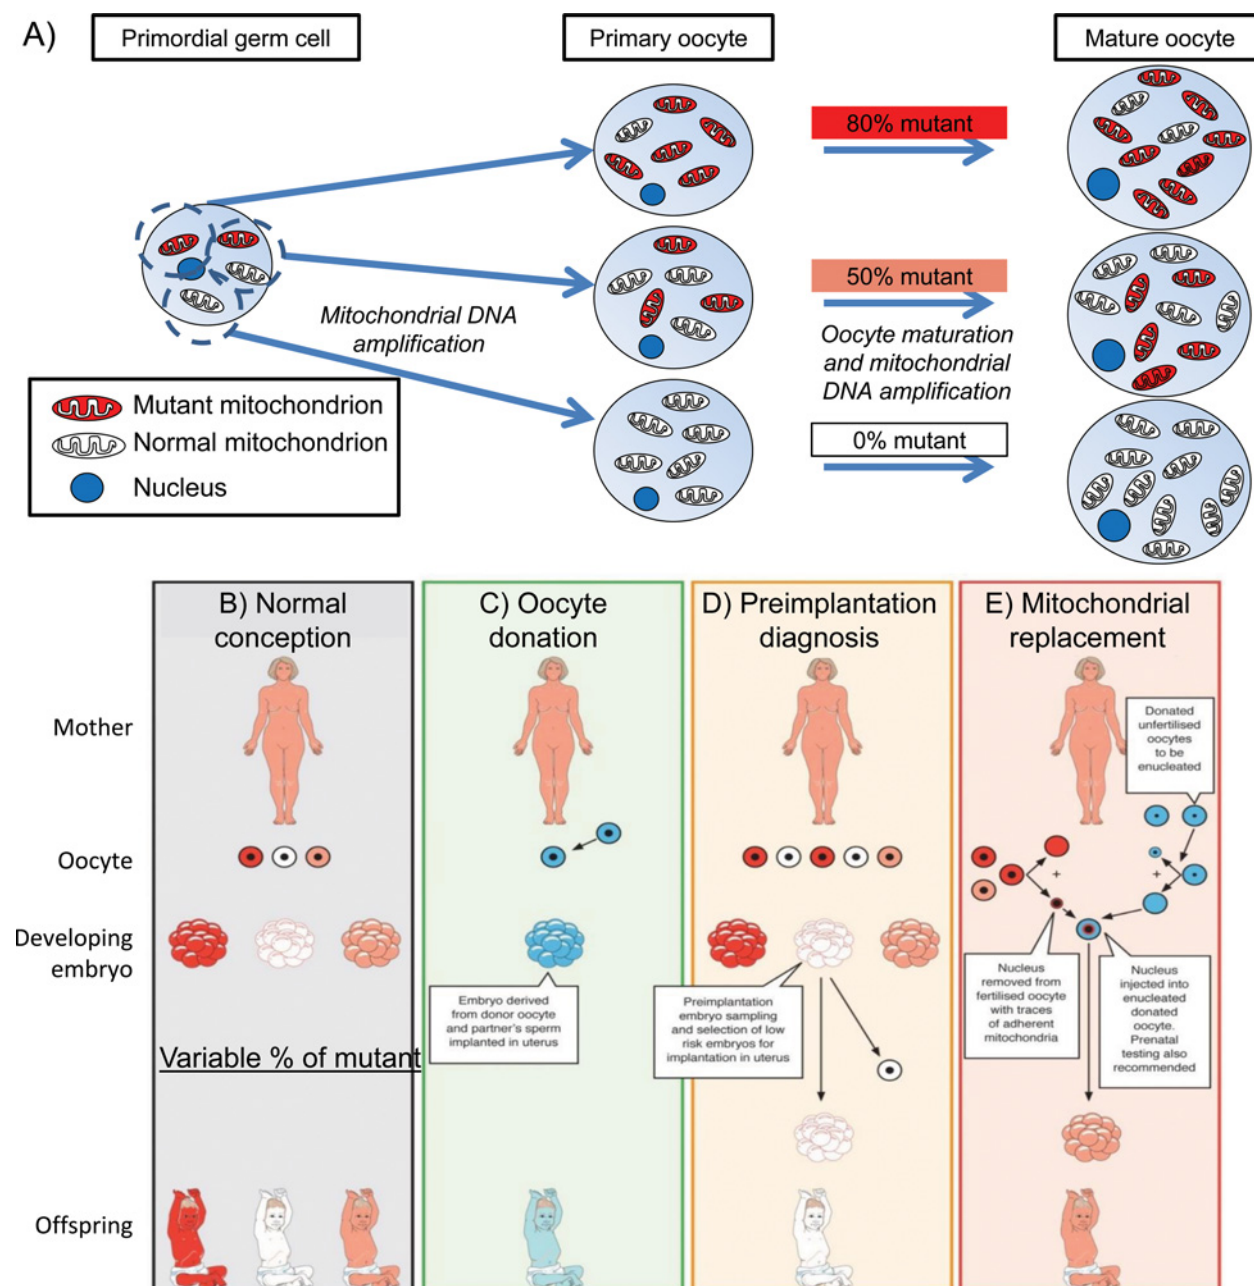 A)
Primordial germ cell
Primary oocyte
Mature oocyte
80% mutant
50% mutant
Mitochondrial DNA
amplification
Oocyte maturation
and mitochondrial
DNA amplification
0% mutant
Mutant mitochondrion
Normal mitochondrion
Nucleus
B) Normal
conception
C) Oocyte
donation
D) Preimplantation
diagnosis
E) Mitochondrial
replacement
Mother
Donated
unfertilised
oocytes
to be
enucleated
Oocyte
+
+
Developing
embryo
Embryo derived
from donor oocyte
and partner's sperm
implanted in uterus
Preimplantation
embryo sampling
and selection of low
risk embryos for
implantation in uterus
Nucleus
removed from
fertilised oocyte
with traces
of adherent
mitochondria
Nucleus
injected into
enucleated
donated
oocyte.
Prenatal
testing also
recommended
Variable % of mutant
Offspring